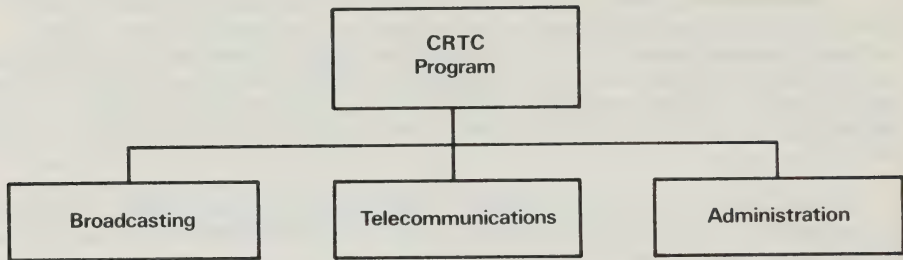 CRTC
Program
Broadcasting
Telecommunications
Administration